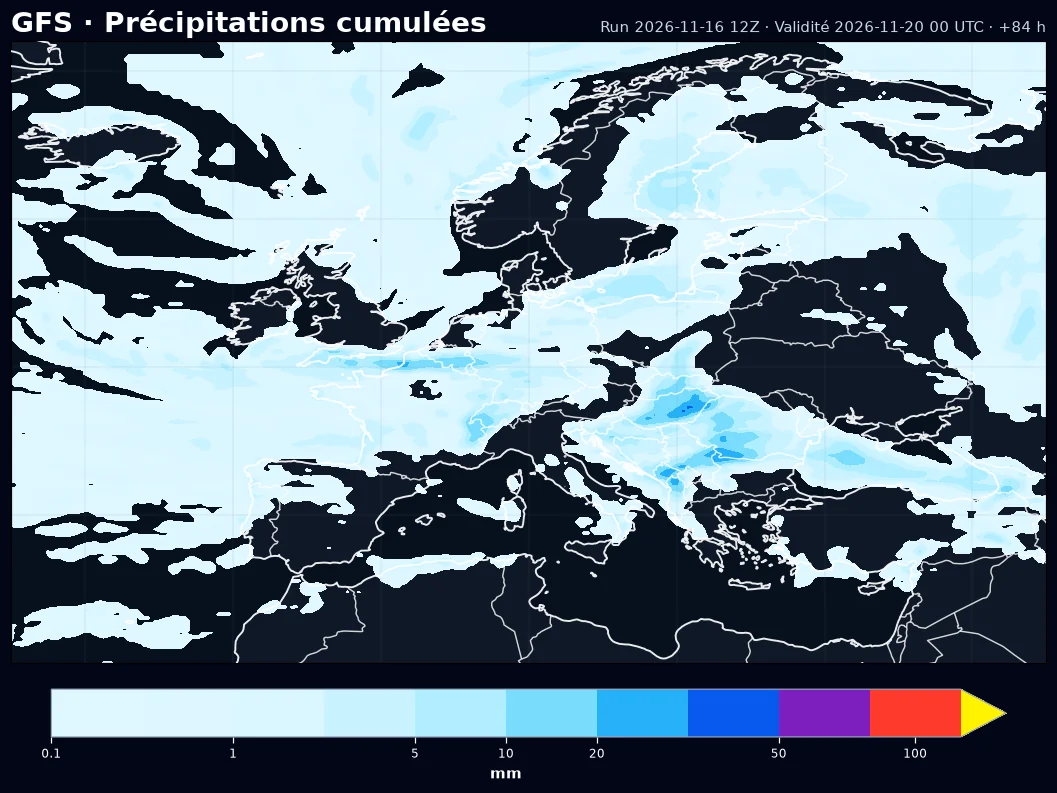 GFS · Précipitations cumulées
Run 2026-11-16 12Z · Validité 2026-11-20 00 UTC · +84 h
0.1 1 5 10 20 50 100
mm